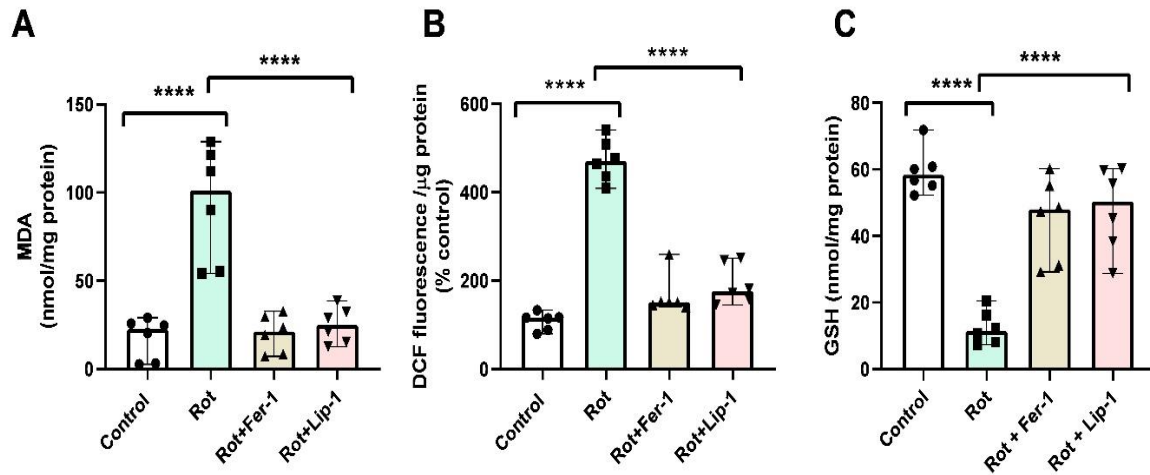 A
MDA
(nmol/mg protein)
150
100
50
0
****
****
Control
Rot
Rot+Fer-1
Rot+Lip-1
B
DCF fluorescence /µg protein
(% control)
600
400
200
0
****
****
Control
Rot
Rot+Fer-1
Rot+Lip-1
C
GSH (nmol/mg protein)
80
60
40
20
0
****
****
Control
Rot
Rot + Fer-1
Rot + Lip-1